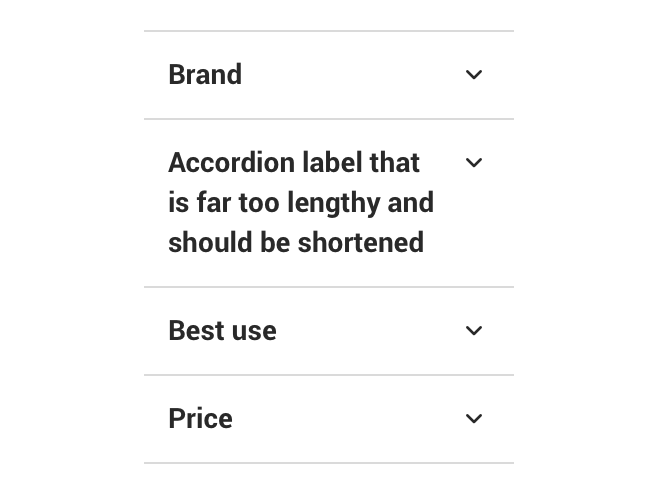 Brand
Accordion label that
is far too lengthy and
should be shortened
Best use
Price